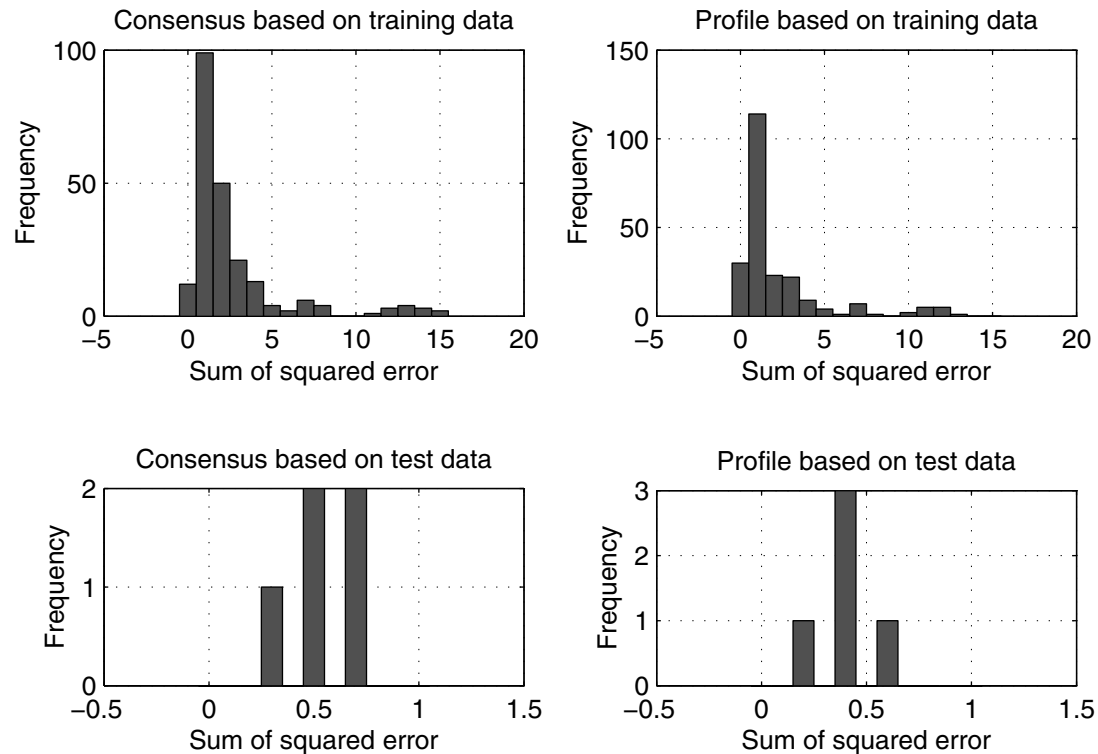 Consensus based on training data
Frequency
100
50
0
−5 0 5 10 15 20
Sum of squared error
Profile based on training data
Frequency
150
100
50
0
−5 0 5 10 15 20
Sum of squared error
Consensus based on test data
Frequency
2
1
0
−0.5 0 0.5 1 1.5
Sum of squared error
Profile based on test data
Frequency
3
2
1
0
−0.5 0 0.5 1 1.5
Sum of squared error